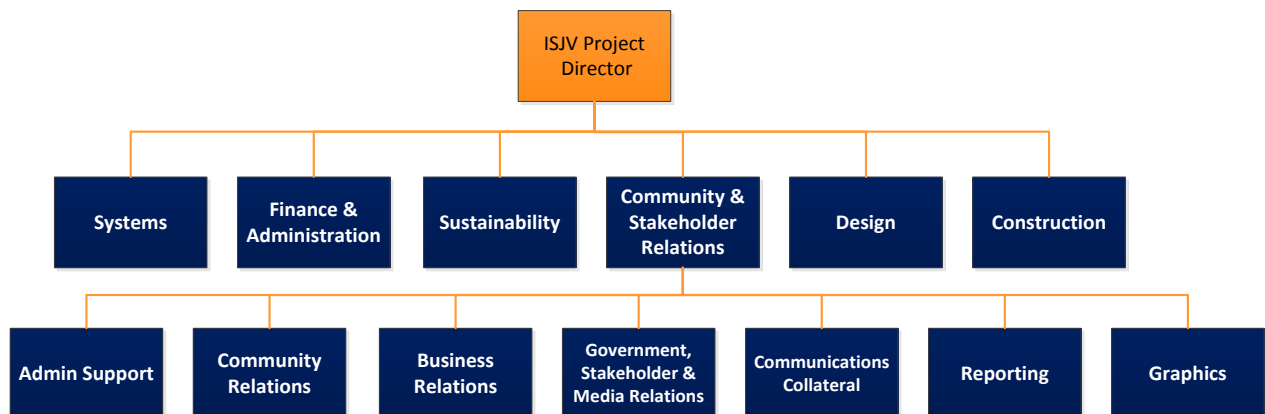 ISJV Project
Director
Systems
Finance &
Administration
Sustainability
Community &
Stakeholder
Relations
Design
Construction
Admin Support
Community
Relations
Business
Relations
Government,
Stakeholder &
Media Relations
Communications
Collateral
Reporting
Graphics